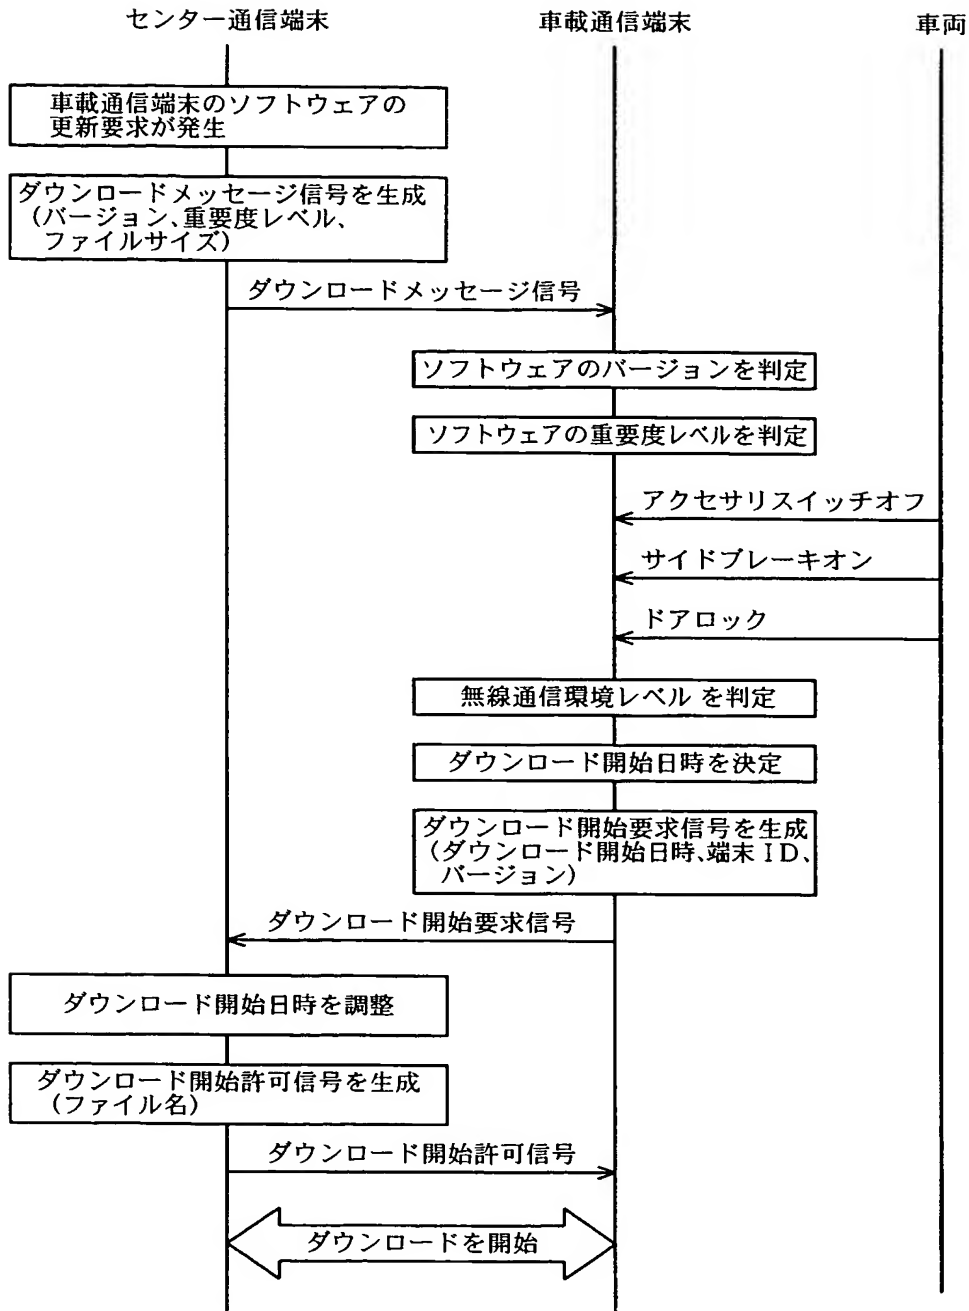 センター通信端末
車載通信端末
車両
車載通信端末のソフトウェアの
更新要求が発生
ダウンロードメッセージ信号を生成
(バージョン、重要度レベル、
ファイルサイズ)
ダウンロードメッセージ信号
ソフトウェアのバージョンを判定
ソフトウェアの重要度レベルを判定
アクセサリスイッチオフ
サイドブレーキオン
ドアロック
無線通信環境レベル を判定
ダウンロード開始日時を決定
ダウンロード開始要求信号を生成
(ダウンロード開始日時、端末ID、
バージョン)
ダウンロード開始要求信号
ダウンロード開始日時を調整
ダウンロード開始許可信号を生成
(ファイル名)
ダウンロード開始許可信号
ダウンロードを開始